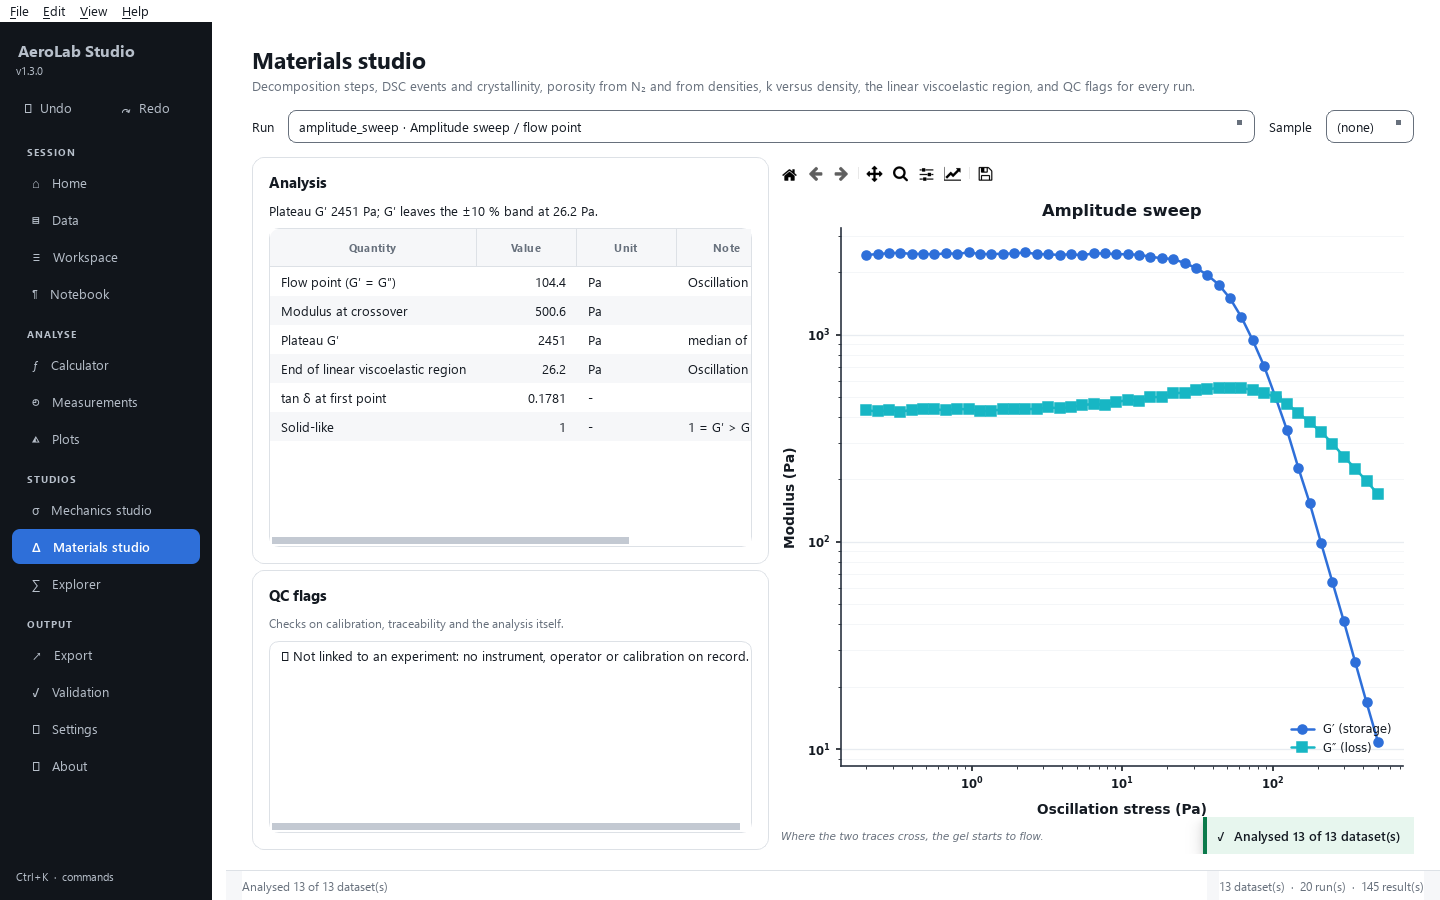 File Edit View Help
AeroLab Studio
v1.3.0
Undo Redo
SESSION
Home
Data
Workspace
Notebook
ANALYSE
Calculator
Measurements
Plots
STUDIOS
σ Mechanics studio
Δ Materials studio
∑ Explorer
OUTPUT
Export
Validation
Settings
About
Ctrl+K · commands
Materials studio
Decomposition steps, DSC events and crystallinity, porosity from N₂ and from densities, k versus density, the linear viscoelastic region, and QC flags for every run.
Run amplitude_sweep · Amplitude sweep / flow point Sample (none)
Analysis
Plateau G′ 2451 Pa; G′ leaves the ±10 % band at 26.2 Pa.
Quantity Value Unit Note
Flow point (G′ = G″) 104.4 Pa Oscillation
Modulus at crossover 500.6 Pa
Plateau G′ 2451 Pa median of
End of linear viscoelastic region 26.2 Pa Oscillation
tan δ at first point 0.1781 -
Solid-like 1 - 1 = G′ > G
QC flags
Checks on calibration, traceability and the analysis itself.
Not linked to an experiment: no instrument, operator or calibration on record.
Amplitude sweep
10³
10²
10¹
Modulus (Pa)
G′ (storage)
G″ (loss)
10⁰ 10¹ 10²
Oscillation stress (Pa)
Where the two traces cross, the gel starts to flow.
✓ Analysed 13 of 13 dataset(s)
Analysed 13 of 13 dataset(s)
13 dataset(s) · 20 run(s) · 145 result(s)